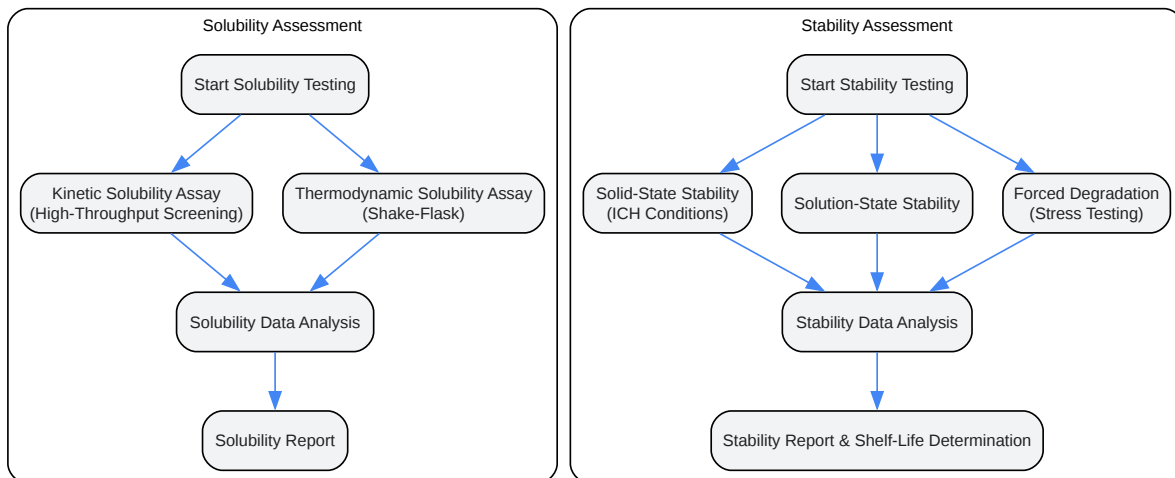 Solubility Assessment
Start Solubility Testing
Kinetic Solubility Assay
(High-Throughput Screening)
Thermodynamic Solubility Assay
(Shake-Flask)
Solubility Data Analysis
Solubility Report
Stability Assessment
Start Stability Testing
Solid-State Stability
(ICH Conditions)
Solution-State Stability
Forced Degradation
(Stress Testing)
Stability Data Analysis
Stability Report & Shelf-Life Determination